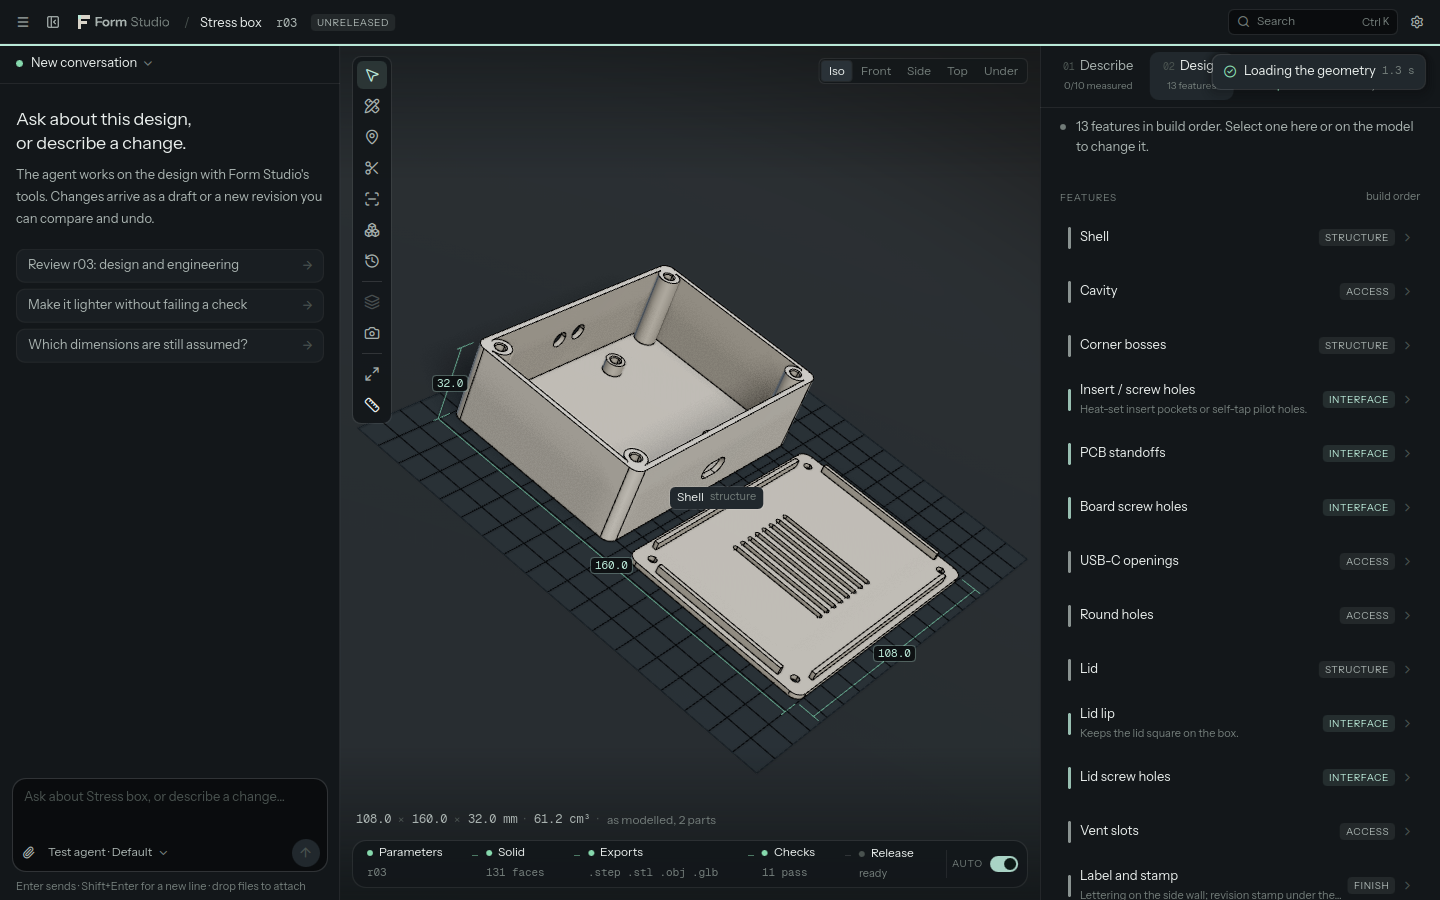 Form Studio / Stress box r03 UNRELEASED
Search Ctrl K
New conversation
Ask about this design,
or describe a change.
The agent works on the design with Form Studio's
tools. Changes arrive as a draft or a new revision you
can compare and undo.
Review r03: design and engineering
Make it lighter without failing a check
Which dimensions are still assumed?
Ask about Stress box, or describe a change...
Test agent · Default
Enter sends · Shift+Enter for a new line · drop files to attach
Iso Front Side Top Under
32.0
Shell structure
160.0
108.0
108.0 × 160.0 × 32.0 mm · 61.2 cm³ · as modelled, 2 parts
Parameters
r03
Solid
131 faces
Exports
.step .stl .obj .glb
Checks
11 pass
Release
ready
AUTO
01 Describe
0/10 measured
02 Desig
13 features
Loading the geometry 1.3 s
13 features in build order. Select one here or on the model
to change it.
FEATURES build order
Shell STRUCTURE
Cavity ACCESS
Corner bosses STRUCTURE
Insert / screw holes INTERFACE
Heat-set insert pockets or self-tap pilot holes.
PCB standoffs INTERFACE
Board screw holes INTERFACE
USB-C openings ACCESS
Round holes ACCESS
Lid STRUCTURE
Lid lip INTERFACE
Keeps the lid square on the box.
Lid screw holes INTERFACE
Vent slots ACCESS
Label and stamp FINISH
Lettering on the side wall; revision stamp under the...